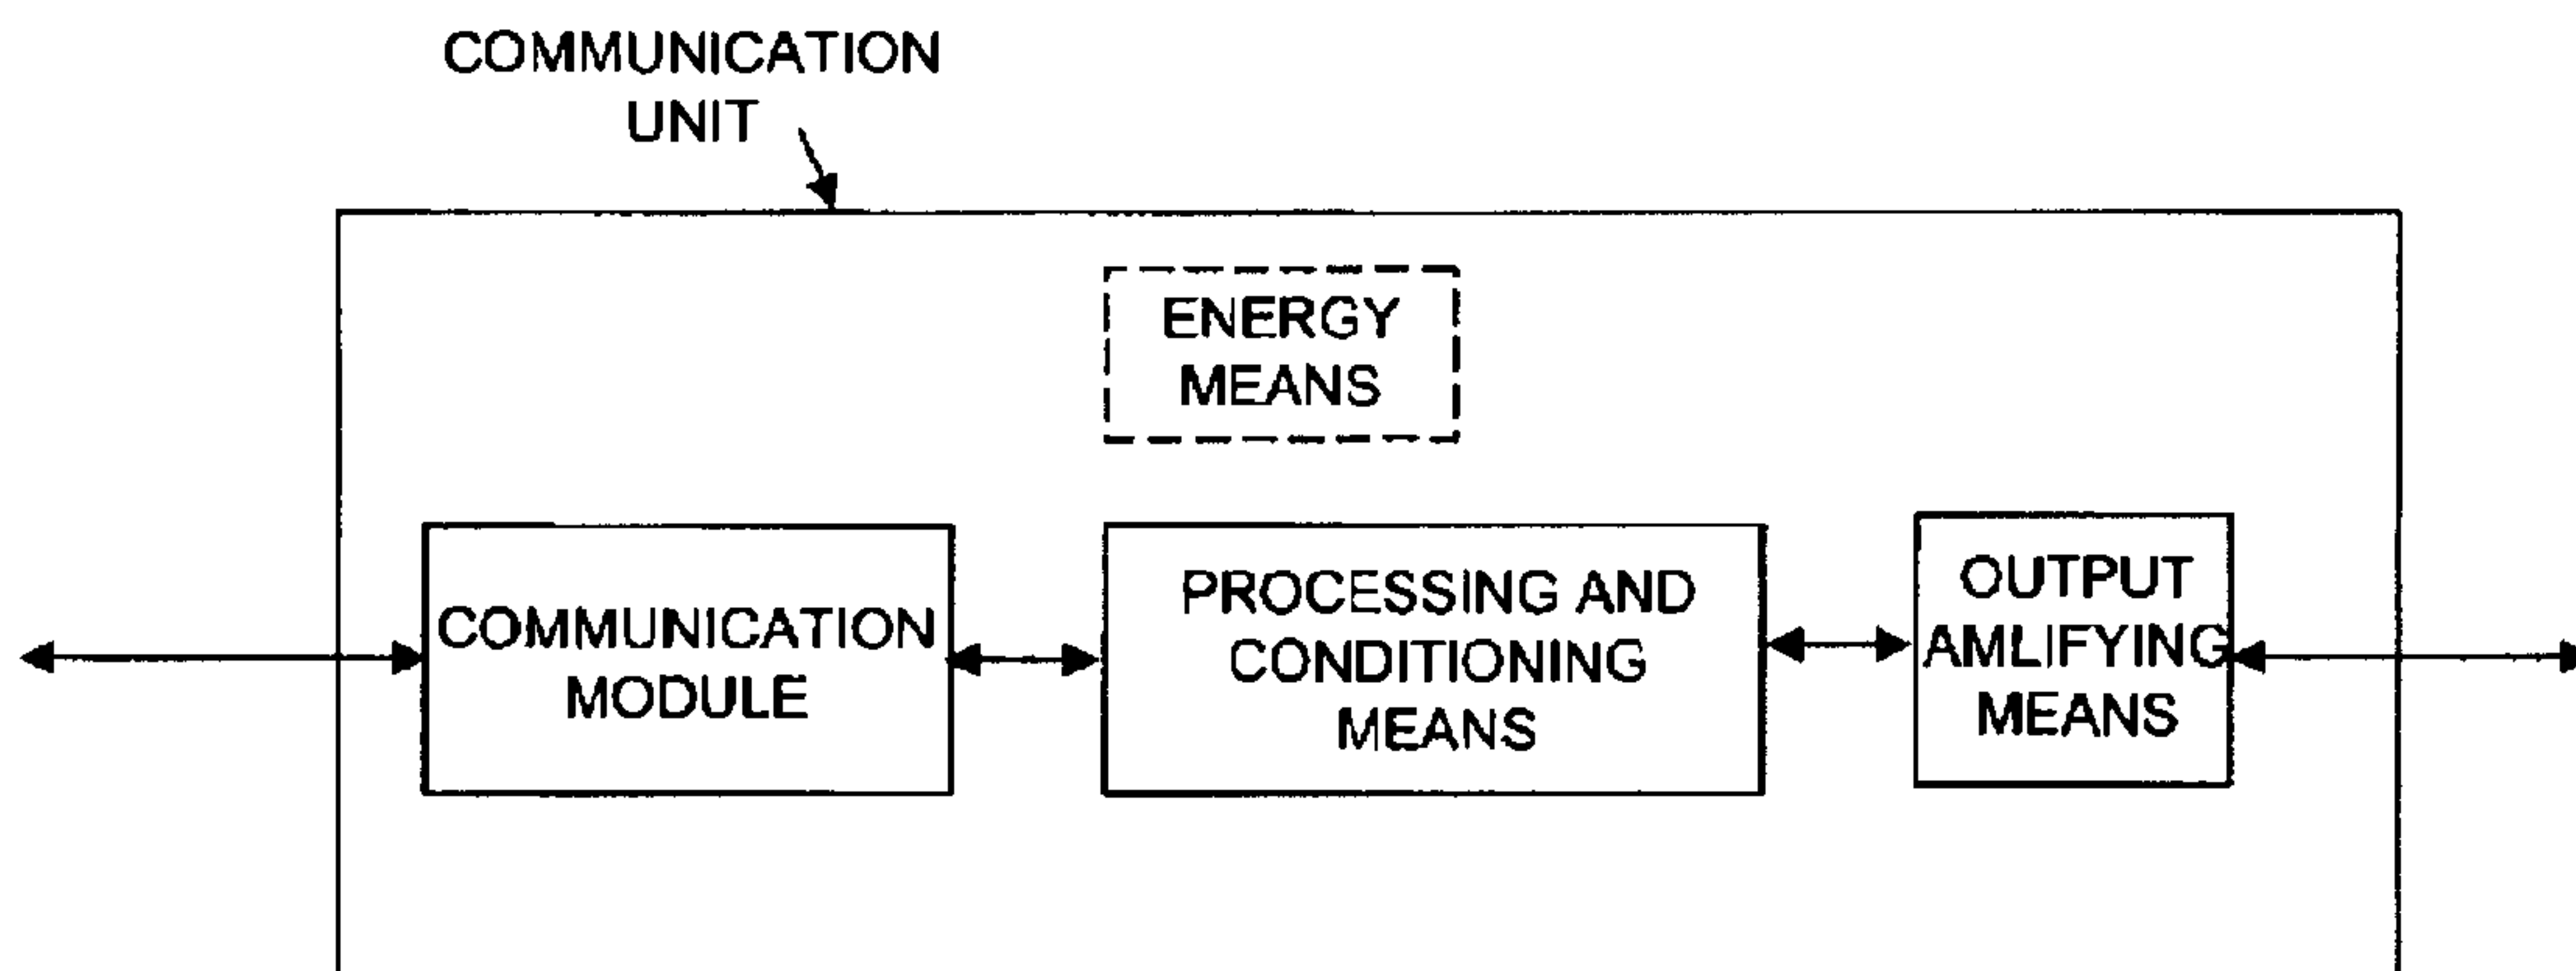 COMMUNICATION
UNIT
ENERGY
MEANS
COMMUNICATION
MODULE
PROCESSING AND
CONDITIONING
MEANS
OUTPUT
AMLIFYING
MEANS